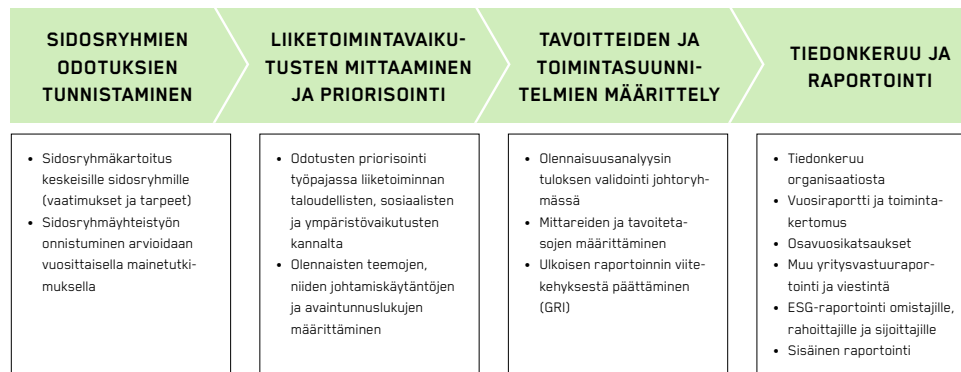 SIDOSRYHMIEN
ODOTUKSIEN
TUNNISTAMINEN
LIIKETOIMINTAVAIKU-
TUSTEN MITTAAMINEN
JA PRIORISOINTI
TAVOITTEIDEN JA
TOIMINTASUUNNI-
TELMIEN MÄÄRITTELY
TIEDONKERUU JA
RAPORTOINTI
• Sidosryhmäkartoitus
keskeisille sidosryhmille
(vaatimukset ja tarpeet)
• Sidosryhmäyhteistyön
onnistuminen arvioidaan
vuosittaisella mainetutki-
muksella
• Odotusten priorisointi
työpajassa liiketoiminnan
taloudellisten, sosiaalisten
ja ympäristövaikutusten
kannalta
• Olennaisten teemojen,
niiden johtamiskäytäntöjen
ja avaintunnuslukujen
määrittäminen
• Olennaisuusanalyysin
tuloksen validointi johtoryh-
mässä
• Mittareiden ja tavoiteta-
sojen määrittäminen
• Ulkoisen raportoinnin viite-
kehyksestä päättäminen
(GRI)
• Tiedonkeruu
organisaatiosta
• Vuosiraportti ja toiminta-
kertomus
• Osavuosikatsaukset
• Muu yritysvastuurapor-
tointi ja viestintä
• ESG-raportointi omistajille,
rahoittajille ja sijoittajille
• Sisäinen raportointi